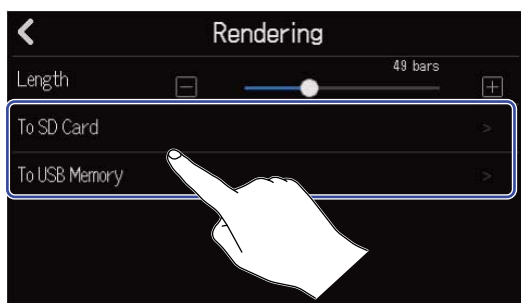 Rendering
49 bars
Length
To SD Card
To USB Memory